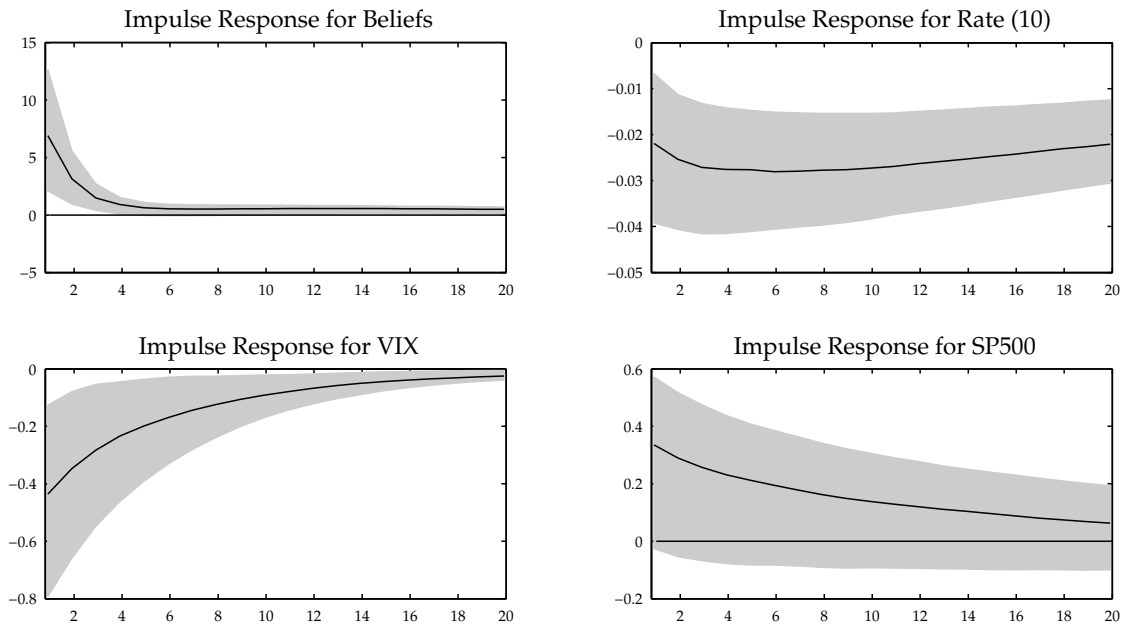 Impulse Response for Beliefs
15
10
5
0
−5
2 4 6 8 10 12 14 16 18 20
Impulse Response for Rate (10)
0
−0.01
−0.02
−0.03
−0.04
−0.05
2 4 6 8 10 12 14 16 18 20
Impulse Response for VIX
0
−0.2
−0.4
−0.6
−0.8
2 4 6 8 10 12 14 16 18 20
Impulse Response for SP500
0.6
0.4
0.2
0
−0.2
2 4 6 8 10 12 14 16 18 20